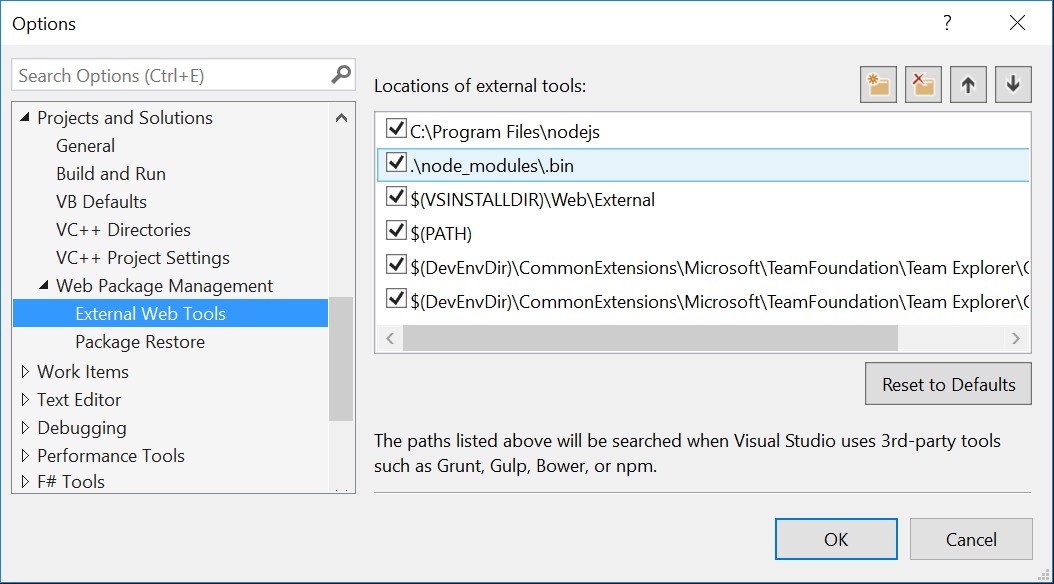 Options
?
Search Options (Ctrl+E)
Projects and Solutions
General
Build and Run
VB Defaults
VC++ Directories
VC++ Project Settings
Web Package Management
External Web Tools
Package Restore
Work Items
Text Editor
Debugging
Performance Tools
F# Tools
Locations of external tools:
C:\Program Files\nodejs
.\node_modules\.bin
$(VSINSTALLDIR)\Web\External
$(PATH)
$(DevEnvDir)\CommonExtensions\Microsoft\TeamFoundation\Team Explorer\
$(DevEnvDir)\CommonExtensions\Microsoft\TeamFoundation\Team Explorer\
Reset to Defaults
The paths listed above will be searched when Visual Studio uses 3rd-party tools
such as Grunt, Gulp, Bower, or npm.
OK
Cancel